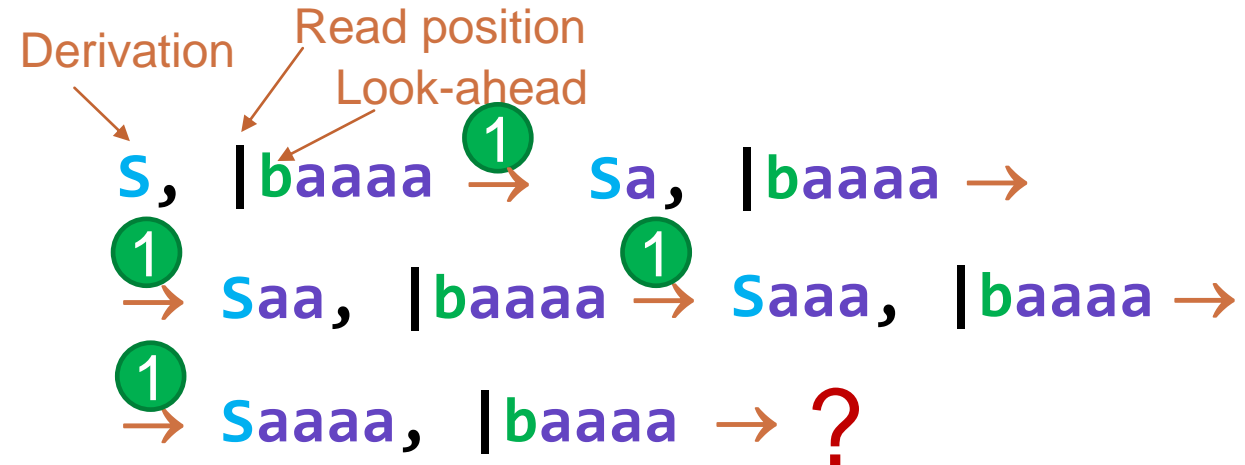 Read position
Derivation
Look-ahead
S, |baaaa → Sa, |baaaa →
1
1 1
→ Saa, |baaaa → Saaa, |baaaa →
1
→ Saaaa, |baaaa → ?